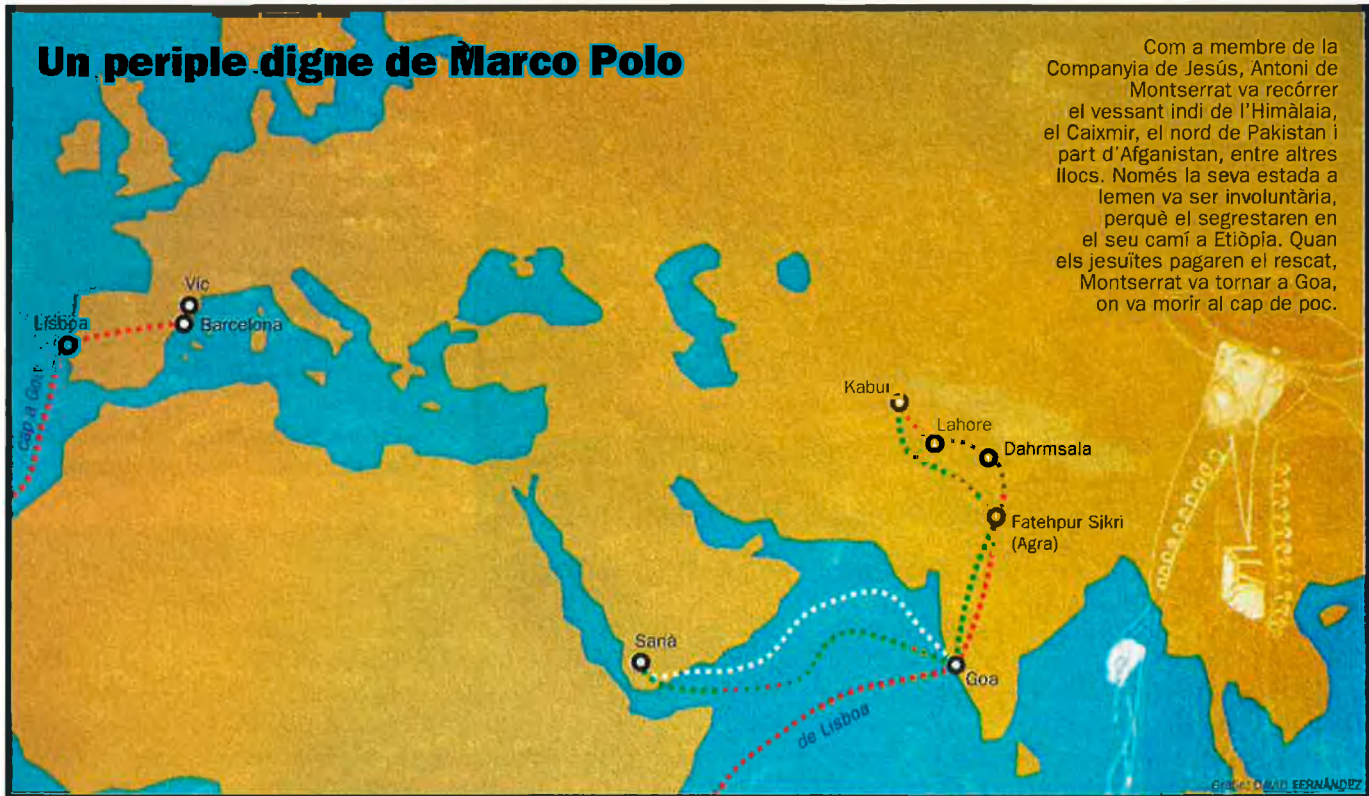 Un periple digne de Marco Polo
Com a membre de la
Companyia de Jesús, Antoni de
Montserrat va recórrer
el vessant indi de l'Himàlaia,
el Caixmir, el nord de Pakistan i
part d'Afganistan, entre altres
llocs. Només la seva estada a
Iemen va ser involuntària,
perquè el segrestaren en
el seu camí a Etiòpia. Quan
els jesuïtes pagaren el rescat,
Montserrat va tornar a Goa,
on va morir al cap de poc.
Vic
Lisboa
Barcelona
cap a Goa
Kabul
Lahore
Dahrmsala
Fatehpur Sikri
(Agra)
Sanà
Goa
de Lisboa
Gràfic: DAVID FERNÀNDEZ